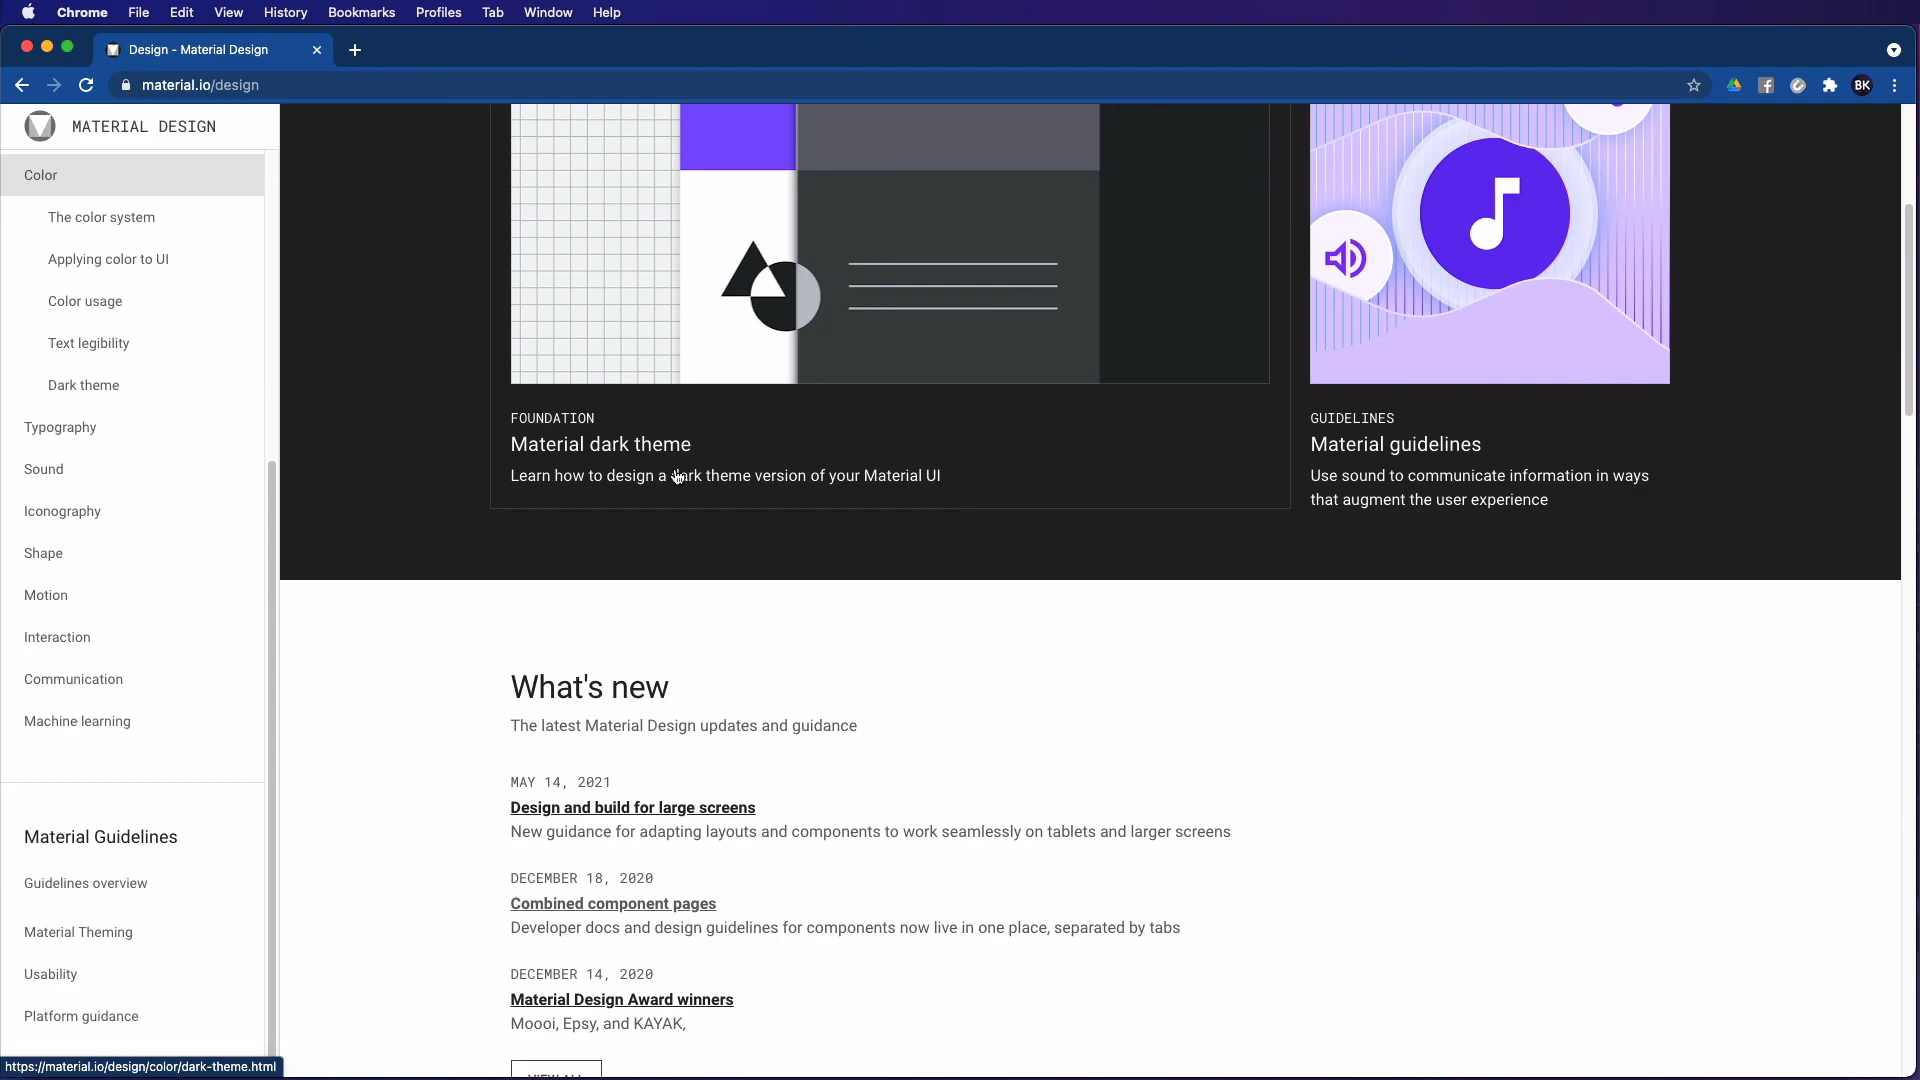 Chrome File Edit View History Bookmarks Profiles Tab Window Help
Design - Material Design
material.io/design
BK
MATERIAL DESIGN
Color
The color system
Applying color to UI
Color usage
Text legibility
Dark theme
Typography
Sound
Iconography
Shape
Motion
Interaction
Communication
Machine learning
Material Guidelines
Guidelines overview
Material Theming
Usability
Platform guidance
https://material.io/design/color/dark-theme.html
FOUNDATION
Material dark theme
Learn how to design a dark theme version of your Material UI
GUIDELINES
Material guidelines
Use sound to communicate information in ways
that augment the user experience
What's new
The latest Material Design updates and guidance
MAY 14, 2021
Design and build for large screens
New guidance for adapting layouts and components to work seamlessly on tablets and larger screens
DECEMBER 18, 2020
Combined component pages
Developer docs and design guidelines for components now live in one place, separated by tabs
DECEMBER 14, 2020
Material Design Award winners
Moooi, Epsy, and KAYAK,
VIEW ALL